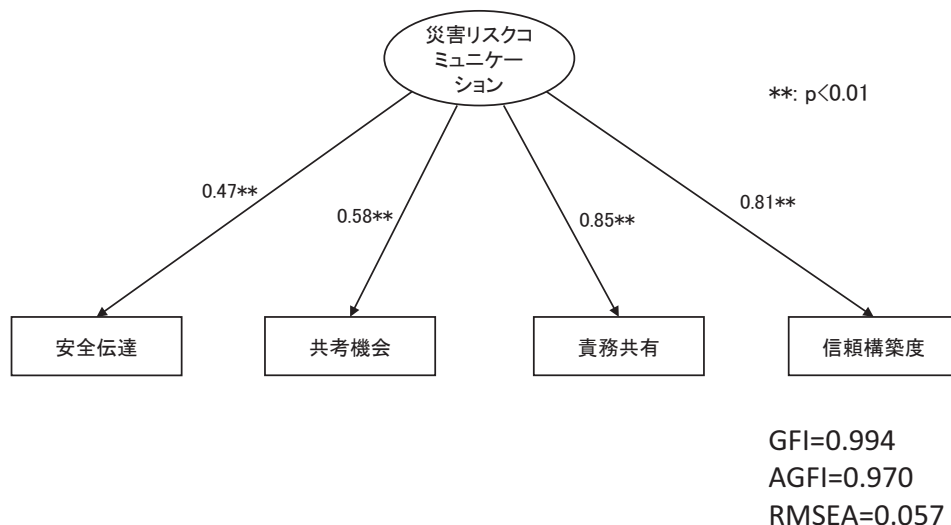 災害リスクコ
ミュニケー
ション
**: p<0.01
0.47**
0.58**
0.85**
0.81**
安全伝達
共考機会
責務共有
信頼構築度
GFI=0.994
AGFI=0.970
RMSEA=0.057